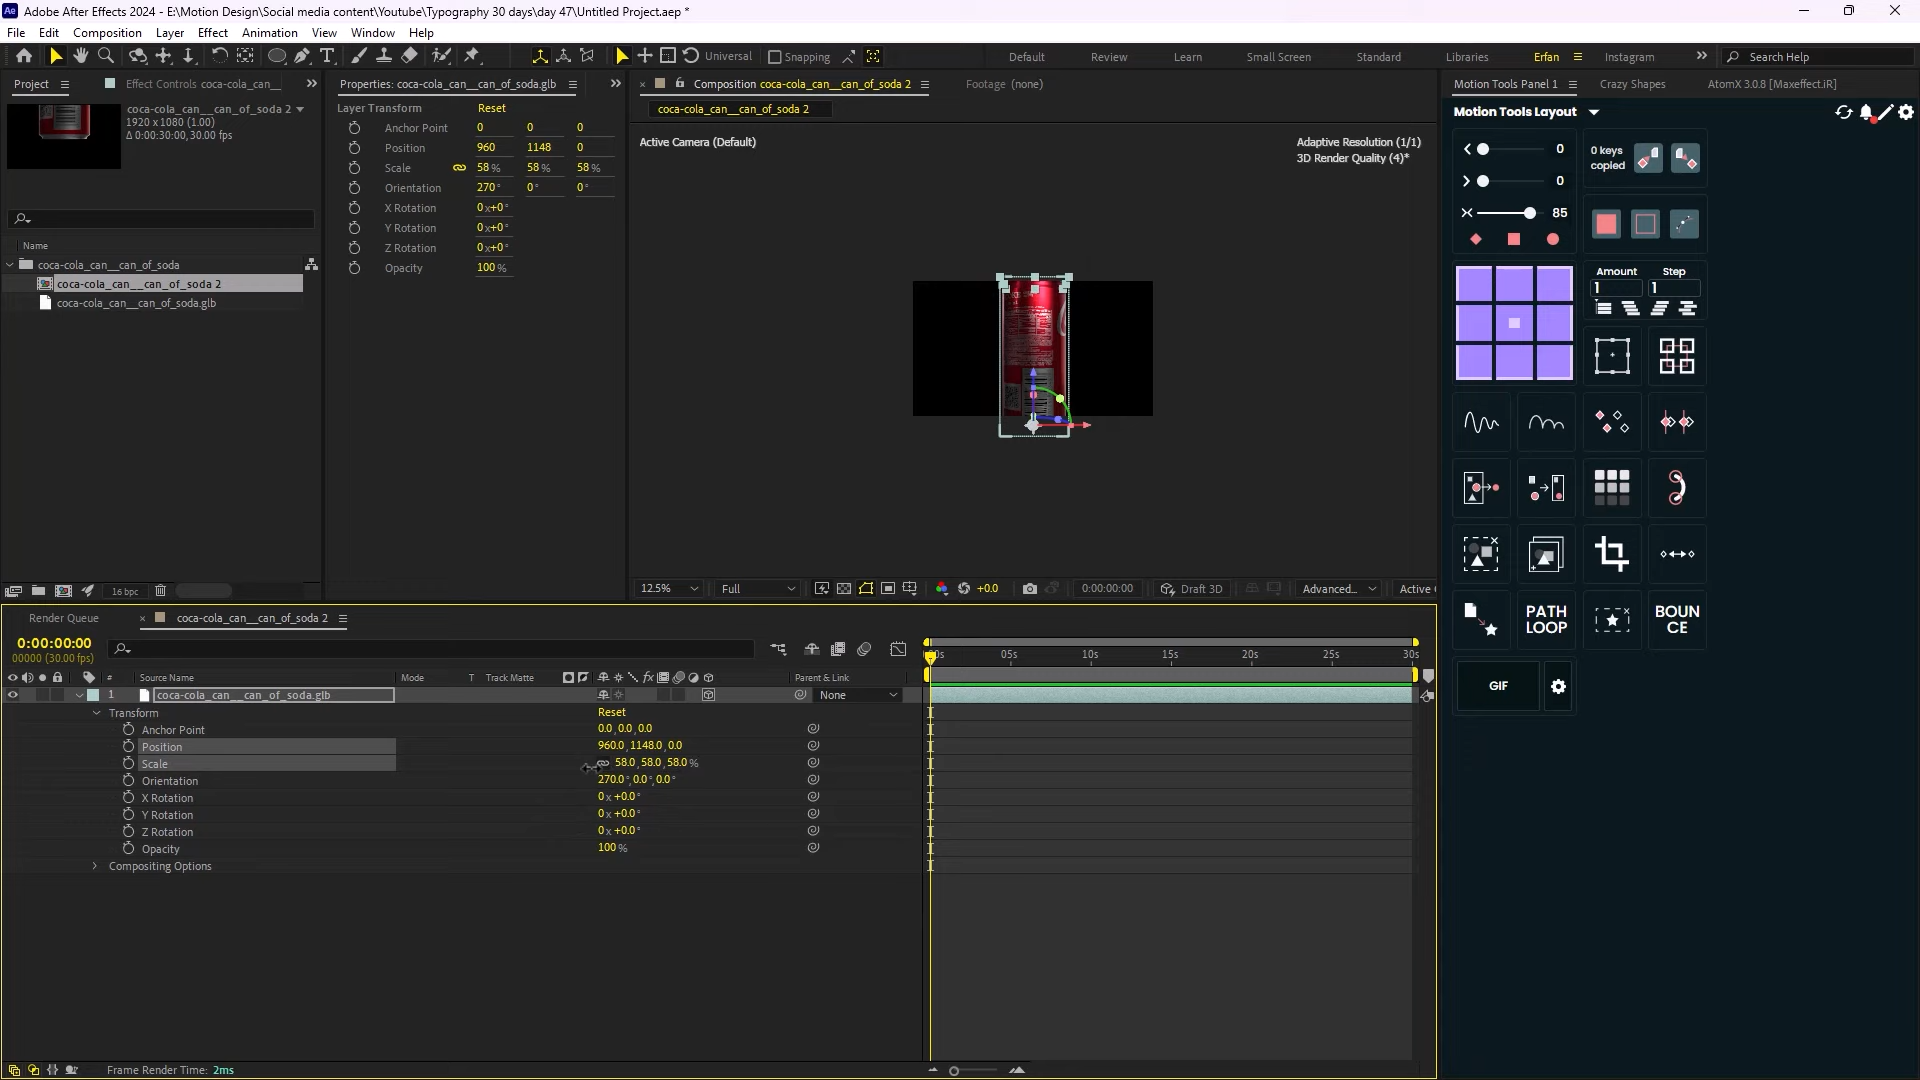 Adobe After Effects 2024 - E:\Motion Design\Social media content\Youtube\Typography 30 days\day 47\Untitled Project.aep *
File Edit Composition Layer Effect Animation View Window Help
Universal Snapping Default Review Learn Small Screen Standard Libraries Erfan Instagram Search Help
Project Effect Controls coca-cola_can__ Properties: coca-cola_can__can_of_soda.glb Composition coca-cola_can__can_of_soda 2 Footage (none) Motion Tools Panel 1 Crazy Shapes AtomX 3.0.8 [Maxeffect.iR]
coca-cola_can__can_of_soda 2
1920 x 1080 (1.00)
Δ 0:00:30:00, 30.00 fps
Name
coca-cola_can__can_of_soda
coca-cola_can__can_of_soda 2
coca-cola_can__can_of_soda.glb
16 bpc
Layer Transform Reset
Anchor Point 0 0 0
Position 960 1148 0
Scale 58 % 58 % 58 %
Orientation 270° 0° 0°
X Rotation 0x+0°
Y Rotation 0x+0°
Z Rotation 0x+0°
Opacity 100 %
coca-cola_can__can_of_soda 2
Active Camera (Default) Adaptive Resolution (1/1)
3D Render Quality (4)*
12.5% Full +0.0 0:00:00:00 Draft 3D Advanced... Active
Motion Tools Layout
0
0 keys copied
0
85
Amount Step
1 1
PATH LOOP
BOUNCE
GIF
Render Queue coca-cola_can__can_of_soda 2
0:00:00:00
00000 (30.00 fps)
05s 10s 15s 20s 25s 30s
# Source Name Mode T Track Matte Parent & Link
1 coca-cola_can__can_of_soda.glb None
Transform Reset
Anchor Point 0.0, 0.0, 0.0
Position 960.0, 1148.0, 0.0
Scale 58.0, 58.0, 58.0 %
Orientation 270.0°, 0.0°, 0.0°
X Rotation 0x+0.0°
Y Rotation 0x+0.0°
Z Rotation 0x+0.0°
Opacity 100 %
Compositing Options
Frame Render Time: 2ms